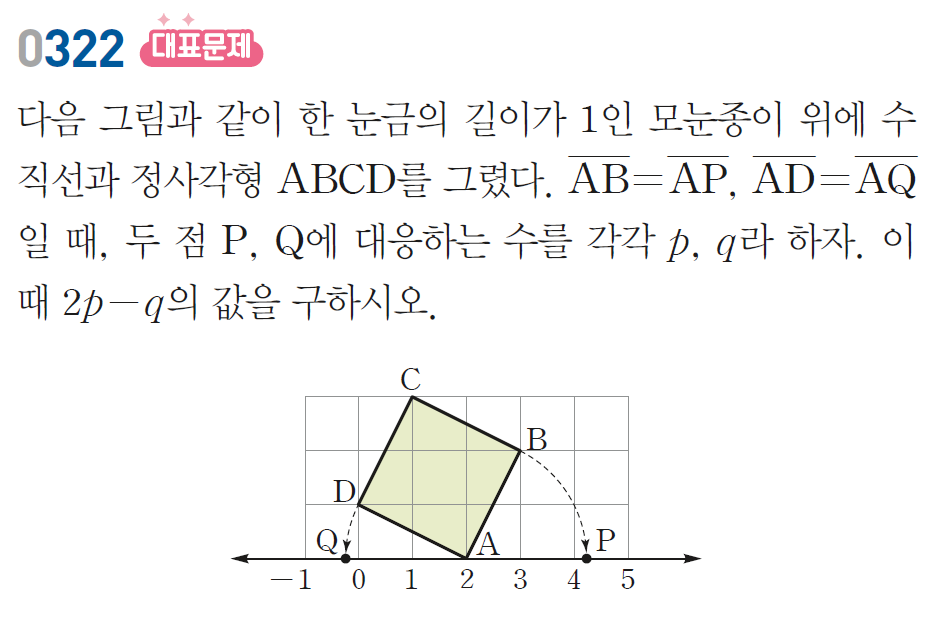 0322 대표문제
다음 그림과 같이 한 눈금의 길이가 1인 모눈종이 위에 수
직선과 정사각형 ABCD를 그렸다. \overline{AB}=\overline{AP}, \overline{AD}=\overline{AQ}
일 때, 두 점 P, Q에 대응하는 수를 각각 p, q라 하자. 이
때 2p-q의 값을 구하시오.
C
B
D
Q A P
-1 0 1 2 3 4 5